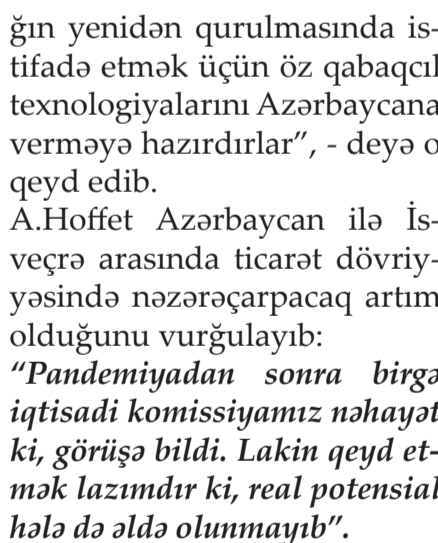 ğın yenidən qurulmasında is-
tifadə etmək üçün öz qabaqcıl
texnologiyalarını Azərbaycana
verməyə hazırdırlar”, - deyə o
qeyd edib.
A.Hoffet Azərbaycan ilə İs-
veçrə arasında ticarət dövriy-
yəsində nəzərəçarpacaq artım
olduğunu vurğulayıb:
“Pandemiyadan sonra birgə
iqtisadi komissiyamız nəhayət
ki, görüşə bildi. Lakin qeyd et-
mək lazımdır ki, real potensial
hələ də əldə olunmayıb”.